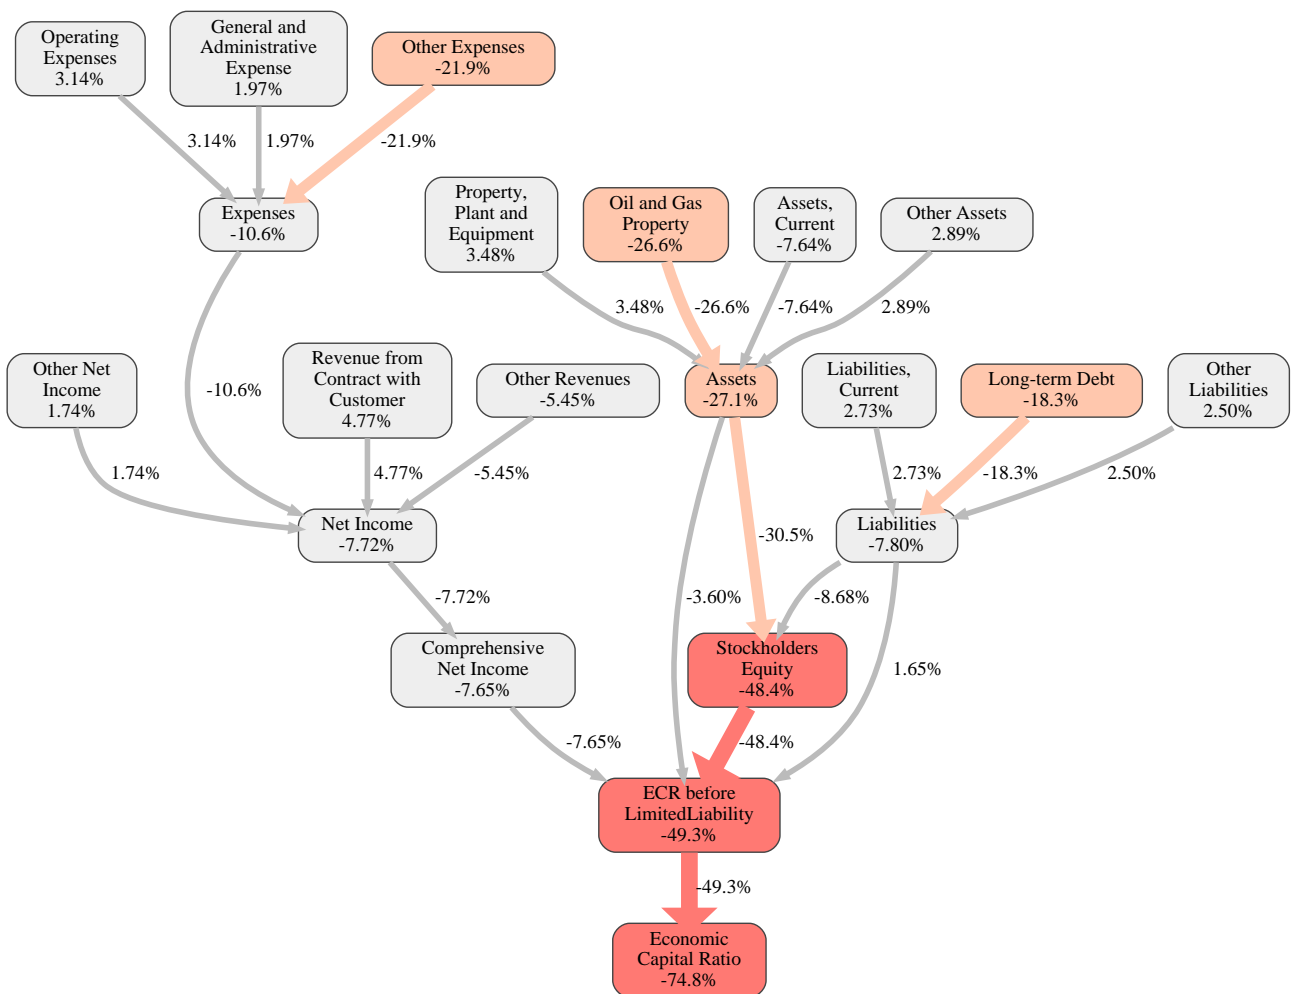 Operating
Expenses
3.14%
General and
Administrative
Expense
1.97%
Other Expenses
-21.9%
3.14%
1.97%
-21.9%
Expenses
-10.6%
Property,
Plant and
Equipment
3.48%
Oil and Gas
Property
-26.6%
Assets,
Current
-7.64%
Other Assets
2.89%
3.48%
-26.6%
-7.64%
2.89%
Other Net
Income
1.74%
-10.6%
Revenue from
Contract with
Customer
4.77%
Other Revenues
-5.45%
Assets
-27.1%
Liabilities,
Current
2.73%
Long-term Debt
-18.3%
Other
Liabilities
2.50%
1.74%
4.77%
-5.45%
2.73%
-18.3%
2.50%
Net Income
-7.72%
-30.5%
Liabilities
-7.80%
-7.72%
-3.60%
-8.68%
Comprehensive
Net Income
-7.65%
Stockholders
Equity
-48.4%
1.65%
-7.65%
-48.4%
ECR before
LimitedLiability
-49.3%
-49.3%
Economic
Capital Ratio
-74.8%